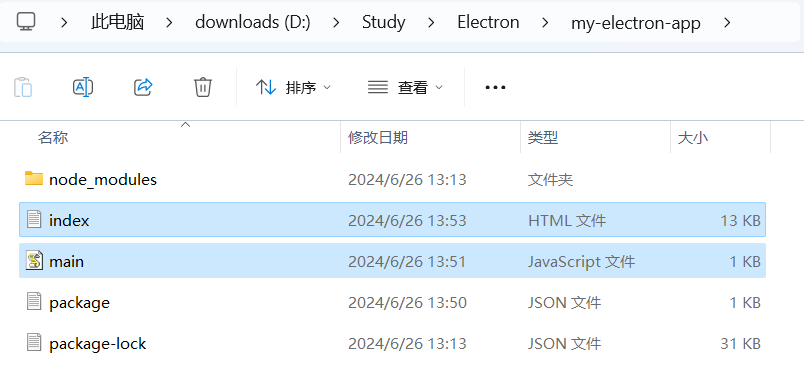 此电脑 > downloads (D:) > Study > Electron > my-electron-app >
排序 查看
名称 修改日期 类型 大小
node_modules 2024/6/26 13:13 文件夹
index 2024/6/26 13:53 HTML 文件 13 KB
main 2024/6/26 13:51 JavaScript 文件 1 KB
package 2024/6/26 13:50 JSON 文件 1 KB
package-lock 2024/6/26 13:13 JSON 文件 31 KB